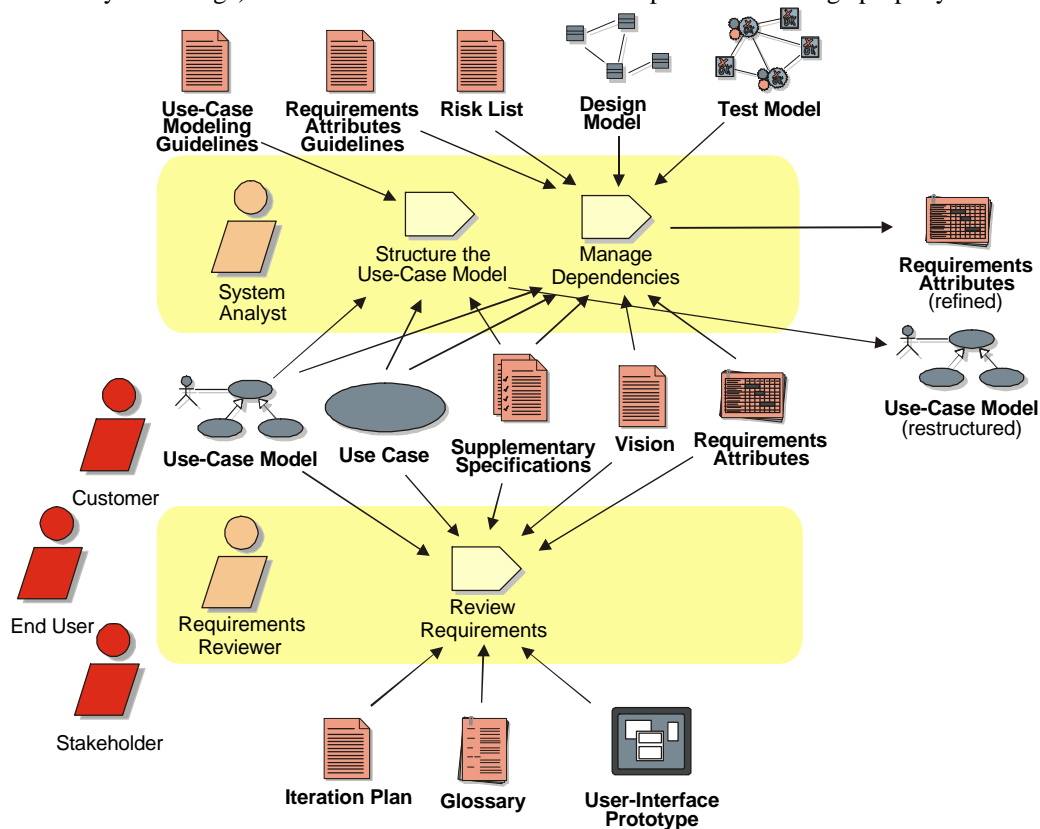 Use-Case
Modeling
Guidelines
Requirements
Attributes
Guidelines
Risk List
Design
Model
Test Model
System
Analyst
Structure the
Use-Case Model
Manage
Dependencies
Requirements
Attributes
(refined)
Use-Case Model
(restructured)
Customer
Use-Case Model
Use Case
Supplementary
Specifications
Vision
Requirements
Attributes
End User
Requirements
Reviewer
Review
Requirements
Stakeholder
Iteration Plan
Glossary
User-Interface
Prototype